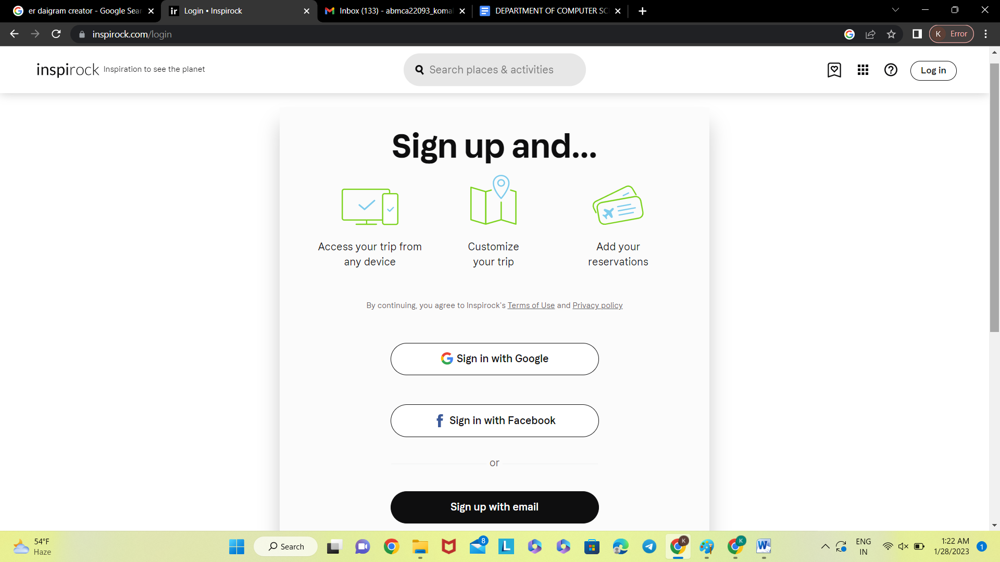 er daigram creator - Google Sear
Login • Inspirock
Inbox (133) - abmca22093_komal
DEPARTMENT OF COMPUTER SC
inspirock.com/login
K Error
inspirock Inspiration to see the planet
Search places & activities
Log in
Sign up and...
Access your trip from
any device
Customize
your trip
Add your
reservations
By continuing, you agree to Inspirock's Terms of Use and Privacy policy
Sign in with Google
Sign in with Facebook
or
Sign up with email
54°F
Haze
Search
8
K
K
ENG
IN
1:22 AM
1/28/2023
1